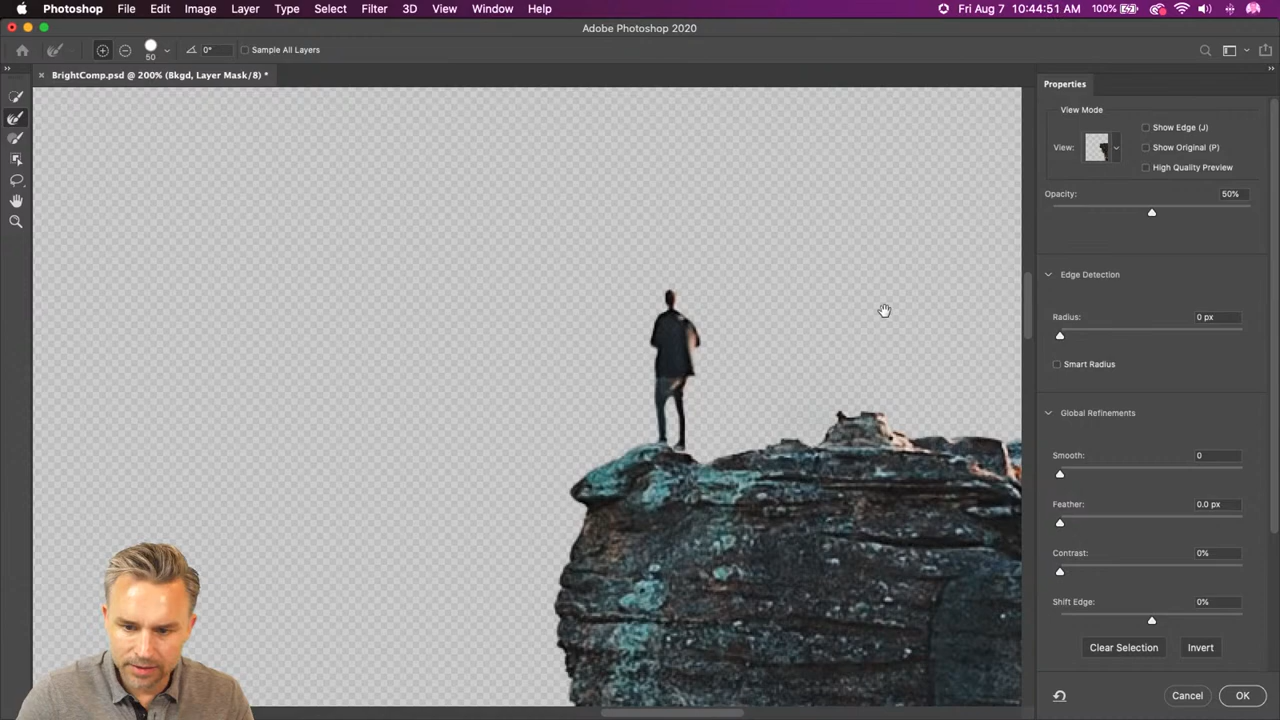 Photoshop File Edit Image Layer Type Select Filter 3D View Window Help 100% Fri Aug 7 10:44:51 AM
Adobe Photoshop 2020
50 0° Sample All Layers
× BrightComp.psd @ 200% (Bkgd, Layer Mask/8) *
Properties
View Mode
Show Edge (J)
View: Show Original (P)
High Quality Preview
Opacity: 50%
Edge Detection
Radius: 0 px
Smart Radius
Global Refinements
Smooth: 0
Feather: 0.0 px
Contrast: 0%
Shift Edge: 0%
Clear Selection Invert
Cancel OK